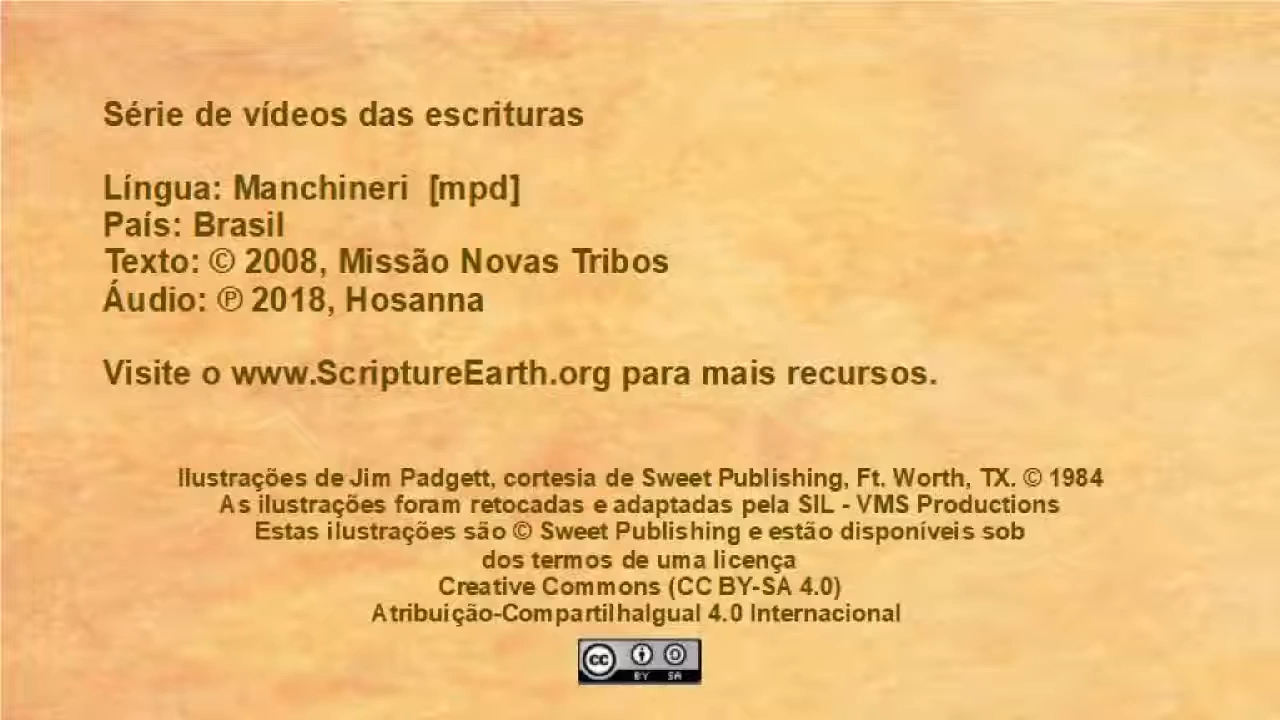 Série de vídeos das escrituras
Língua: Manchineri [mpd]
País: Brasil
Texto: © 2008, Missão Novas Tribos
Áudio: ℗ 2018, Hosanna
Visite o www.ScriptureEarth.org para mais recursos.
Ilustrações de Jim Padgett, cortesia de Sweet Publishing, Ft. Worth, TX. © 1984
As ilustrações foram retocadas e adaptadas pela SIL - VMS Productions
Estas ilustrações são © Sweet Publishing e estão disponíveis sob
dos termos de uma licença
Creative Commons (CC BY-SA 4.0)
Atribuição-CompartilhaIgual 4.0 Internacional
cc BY SA